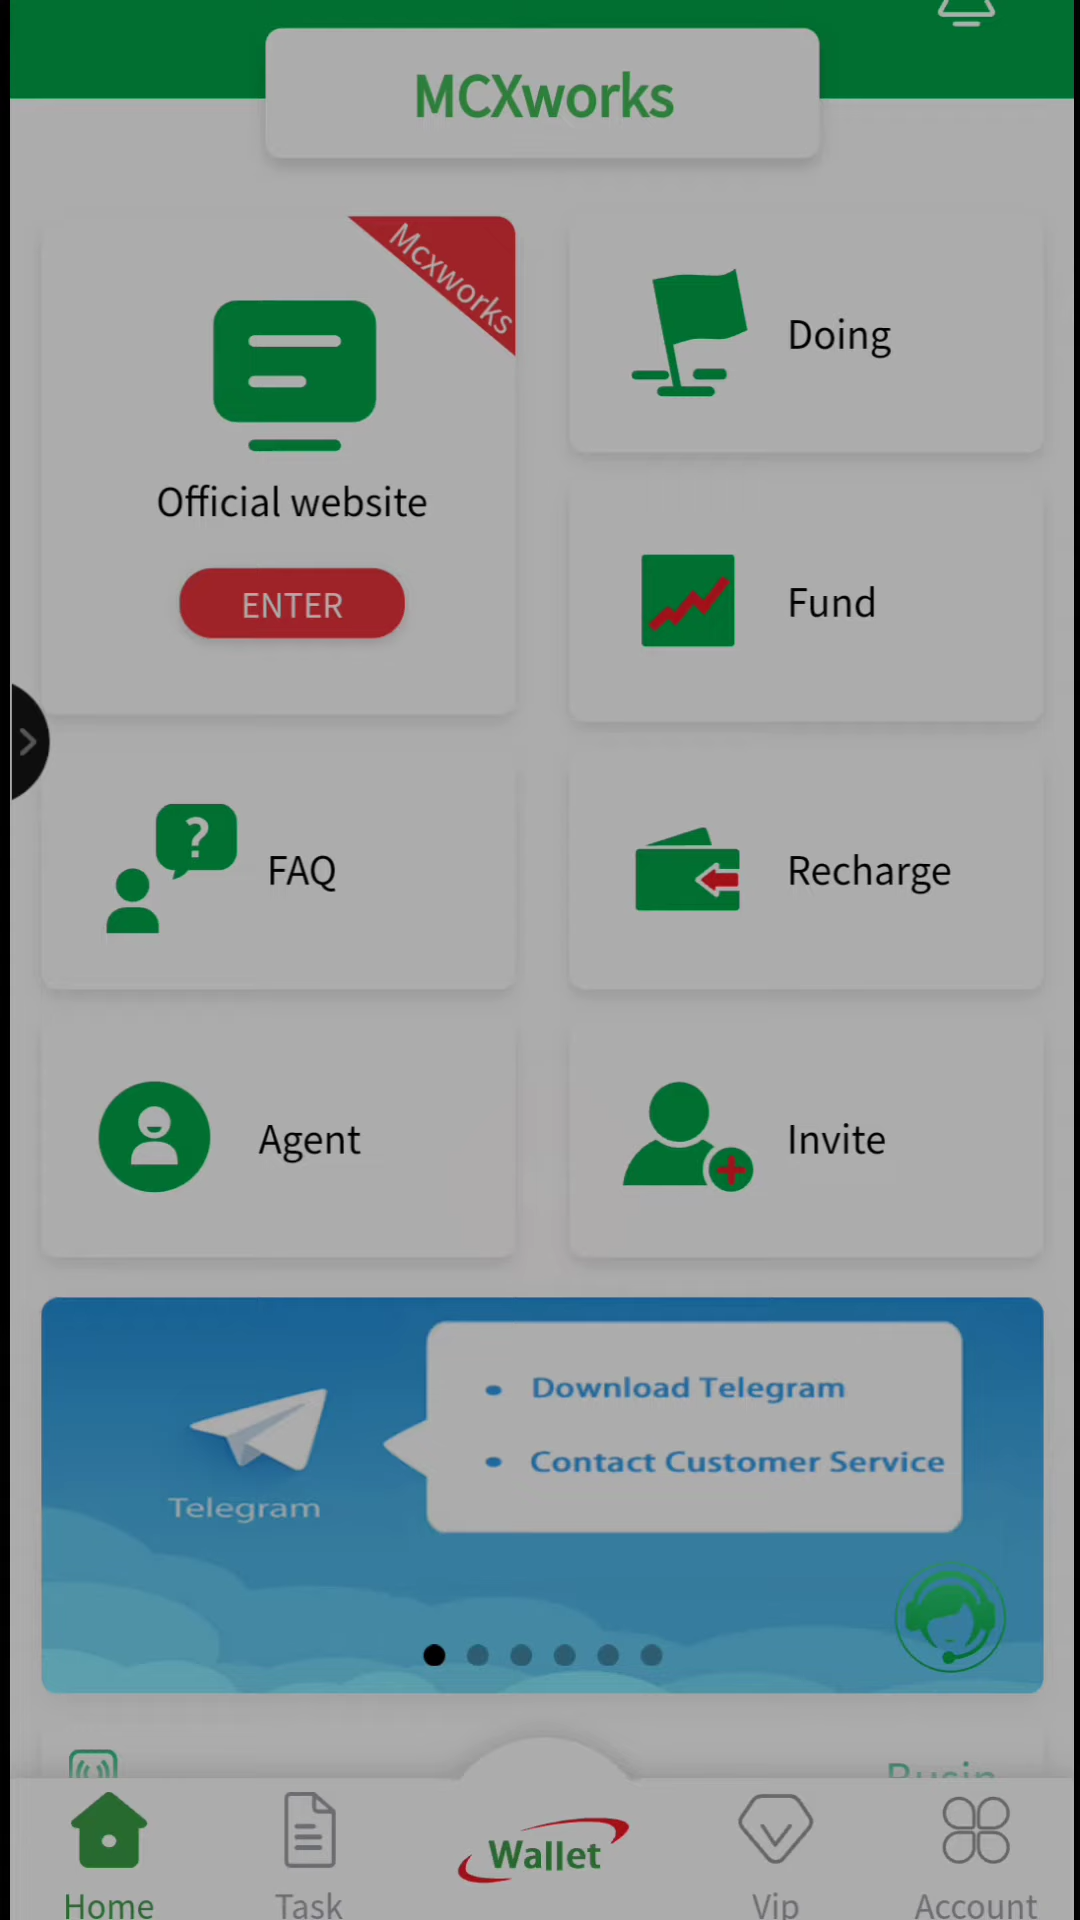 MCXworks
Mcxworks
Official website
ENTER
Doing
Fund
?
FAQ
Recharge
Agent
Invite
Download Telegram
Contact Customer Service
Telegram
Home
Task
Wallet
Vip
Account